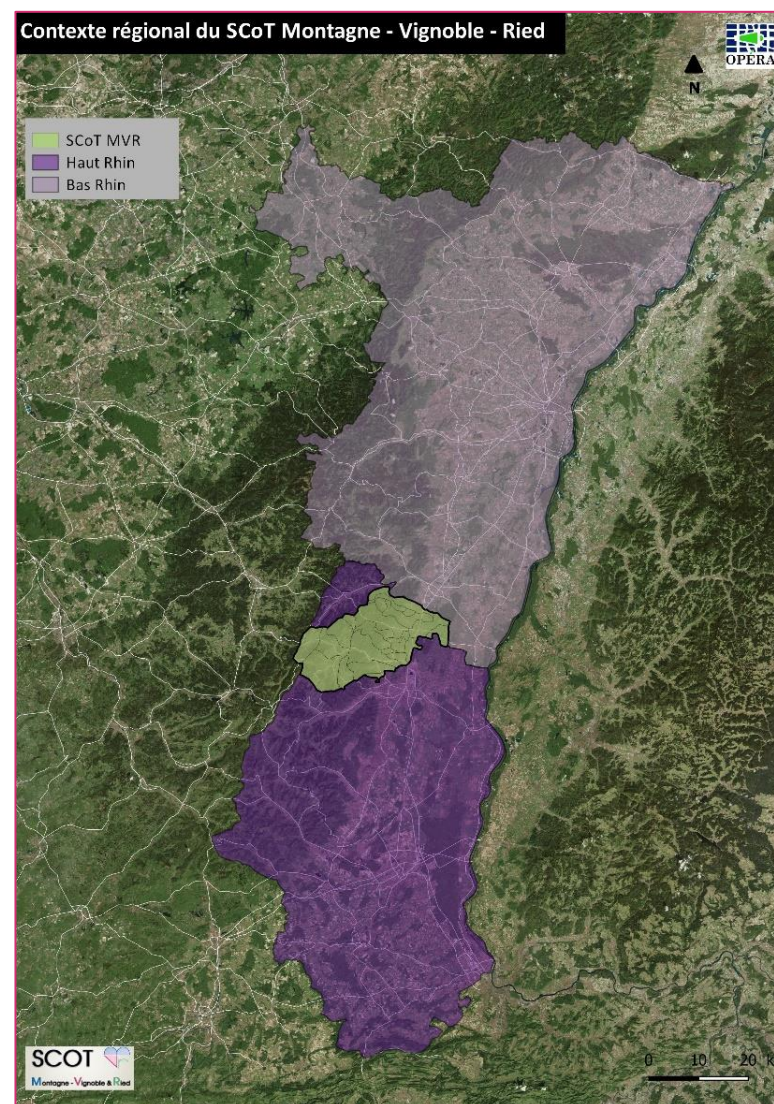 Contexte régional du SCoT Montagne - Vignoble - Ried
OPERA
N
SCoT MVR
Haut Rhin
Bas Rhin
SCOT
Montagne - Vignoble & Ried
0 10 20 K